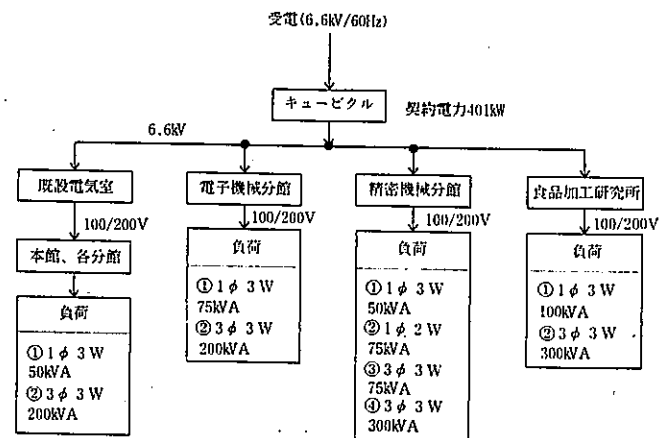 受電(6.6kV/60Hz)
キュービクル
契約電力401kW
6.6kV
既設電気室
電子機械分館
精密機械分館
良品加工研究所
100/200V
100/200V
100/200V
100/200V
本館、各分館
負荷
①1φ3W
50kVA
②3φ3W
200kVA
負荷
①1φ3W
75kVA
②3φ3W
200kVA
負荷
①1φ3W
50kVA
②1φ2W
75kVA
③3φ3W
75kVA
④3φ3W
300kVA
負荷
①1φ3W
100kVA
②3φ3W
300kVA